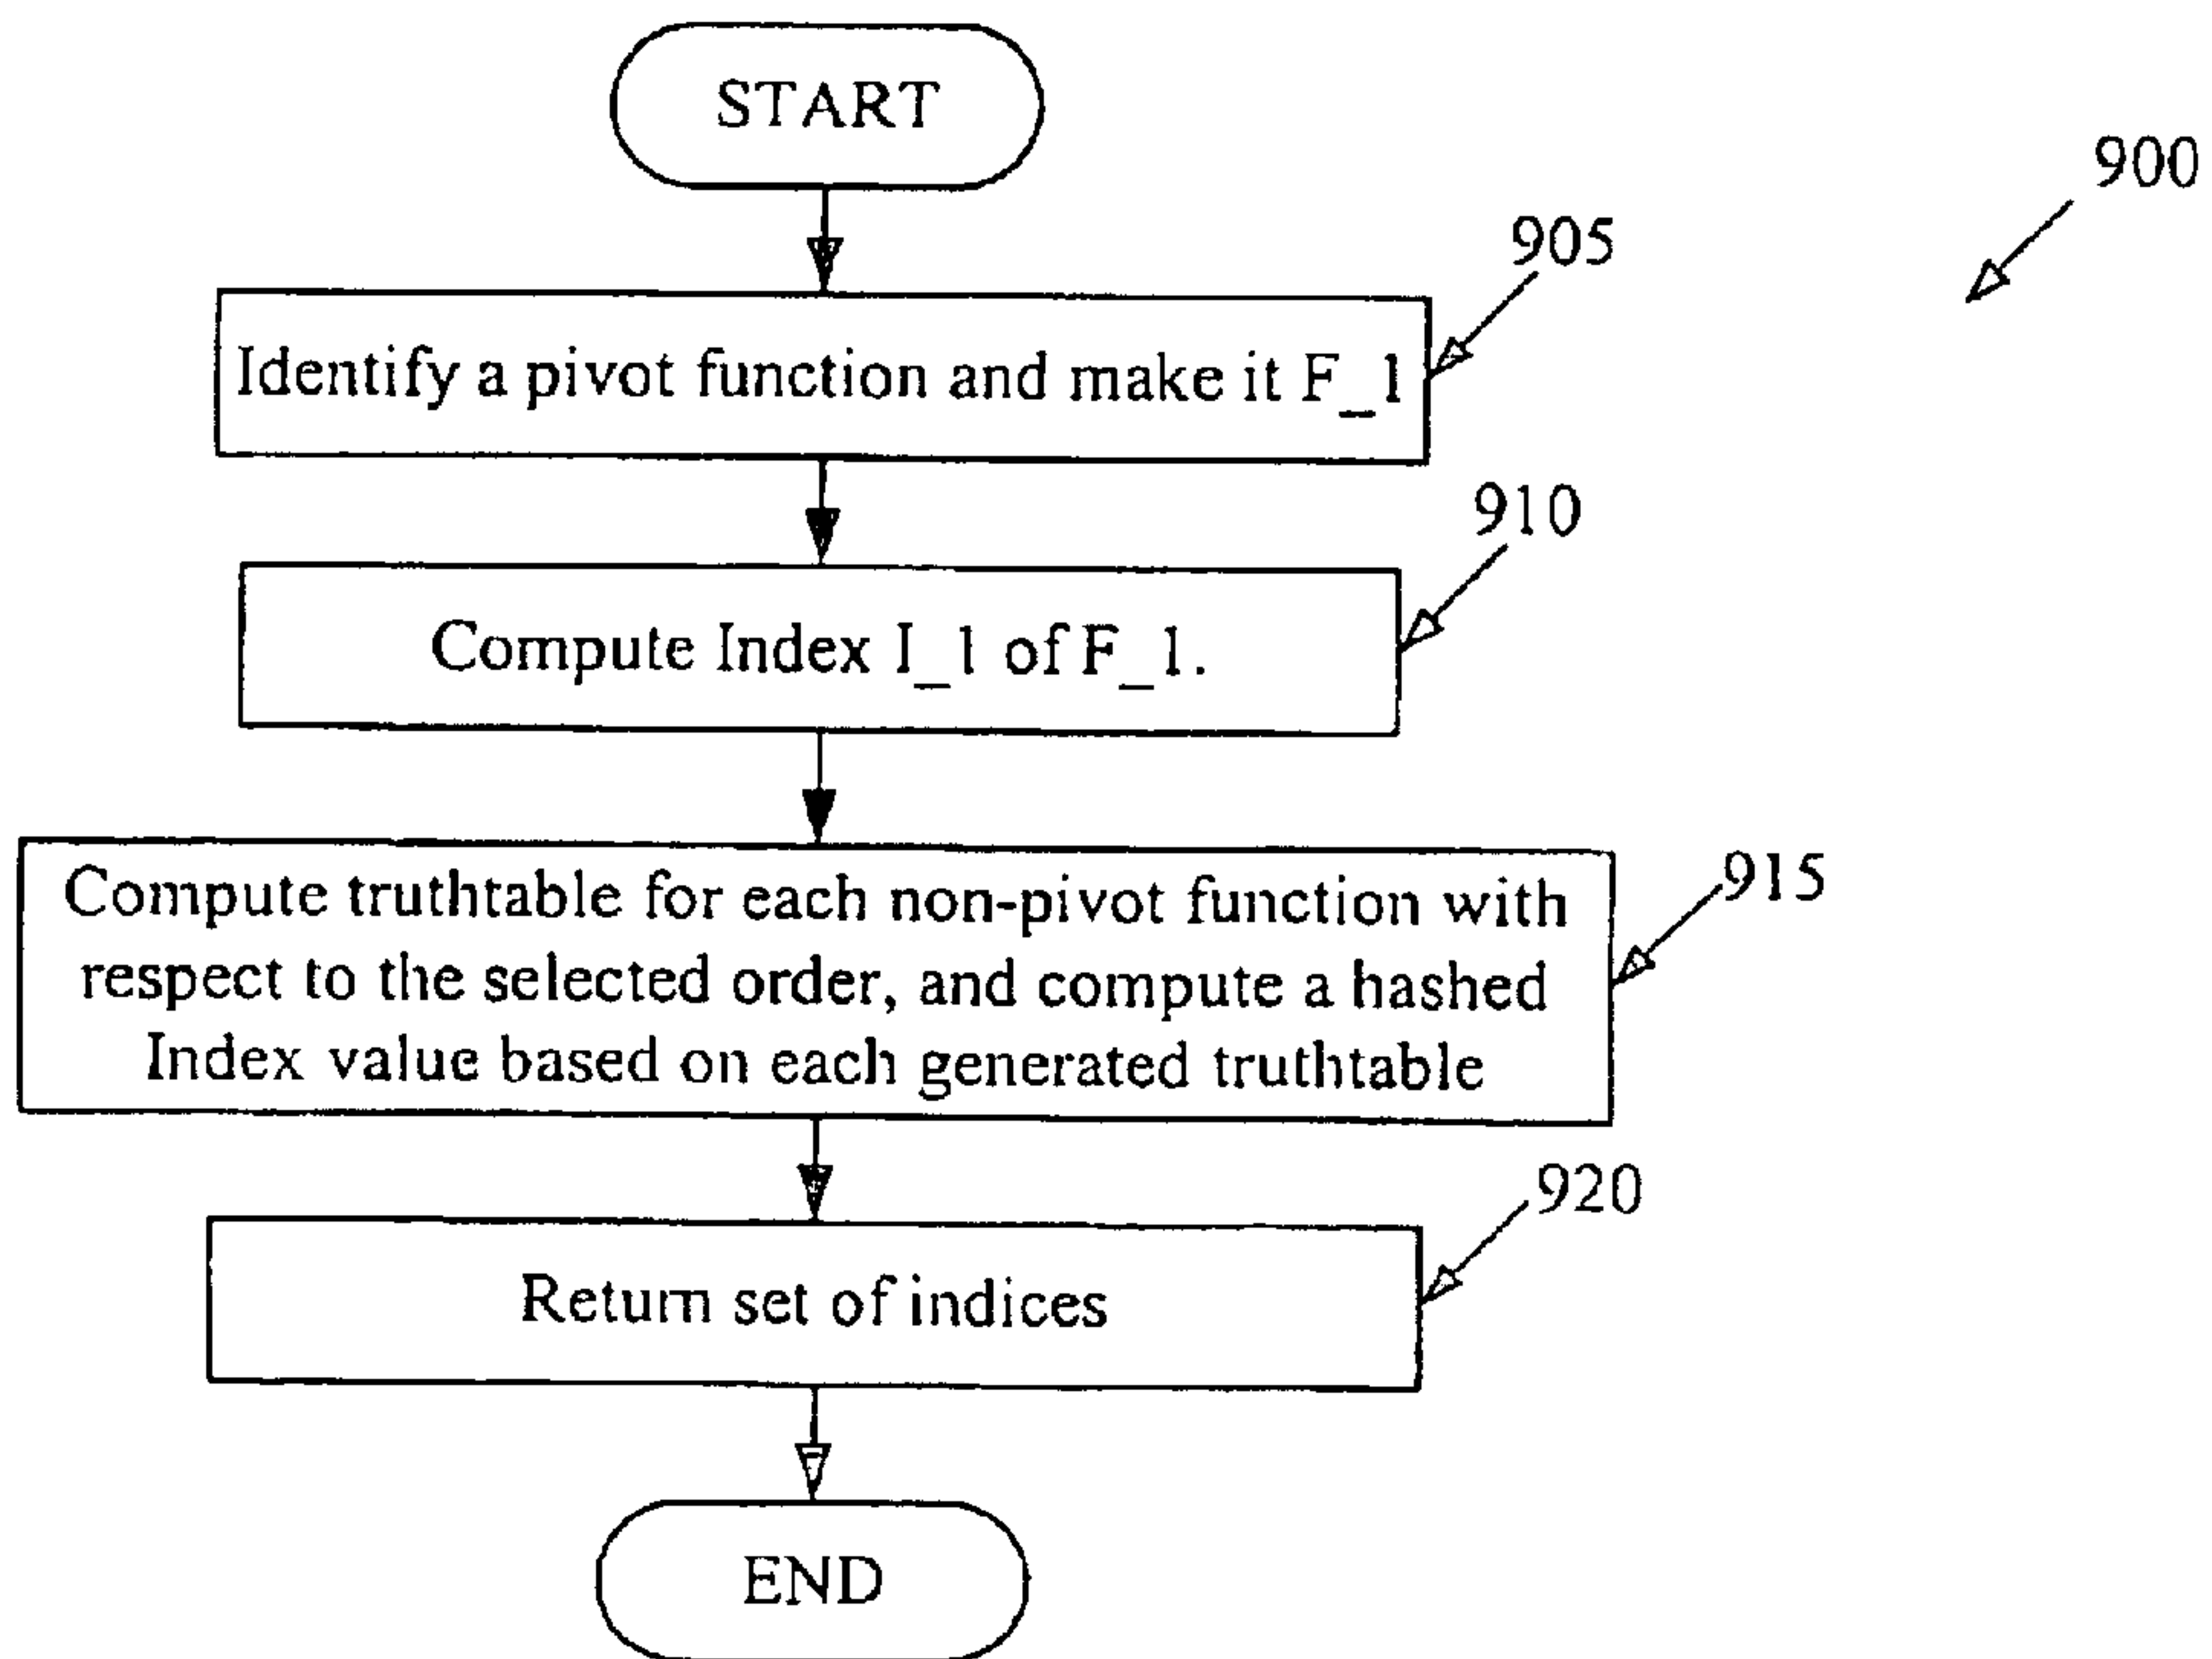 START
900
905
Identify a pivot function and make it F_1
910
Compute Index I_1 of F_1.
915
Compute truthtable for each non-pivot function with
respect to the selected order, and compute a hashed
Index value based on each generated truthtable
920
Return set of indices
END